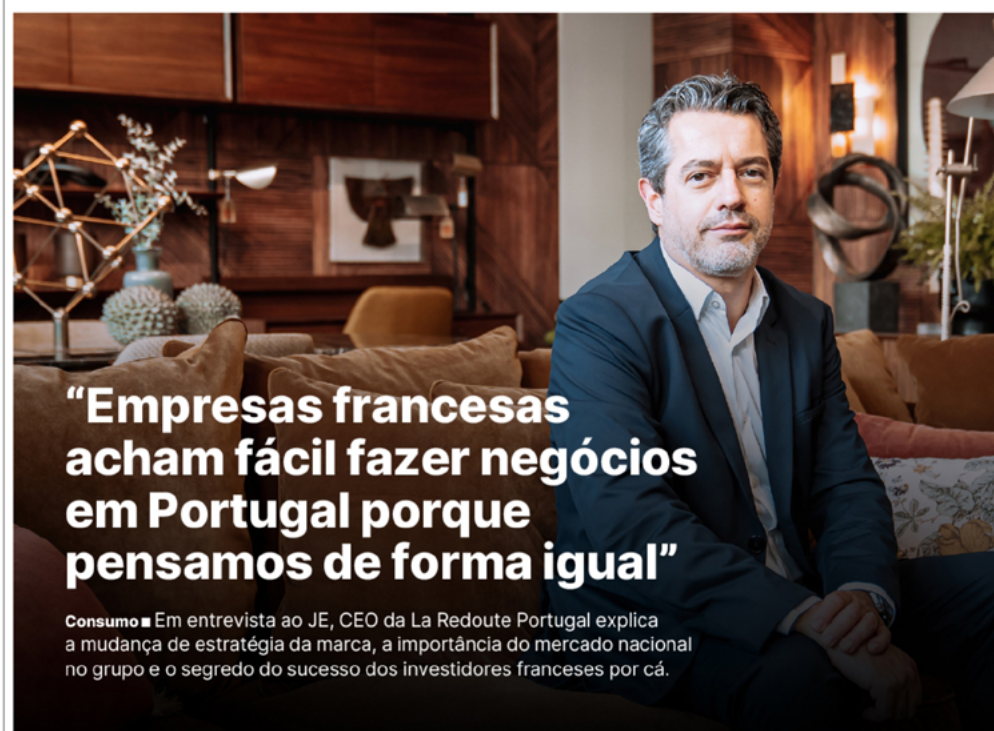 “Empresas francesas
acham fácil fazer negócios
em Portugal porque
pensamos de forma igual”
Consumo ■ Em entrevista ao JE, CEO da La Redoute Portugal explica
a mudança de estratégia da marca, a importância do mercado nacional
no grupo e o segredo do sucesso dos investidores franceses por cá.